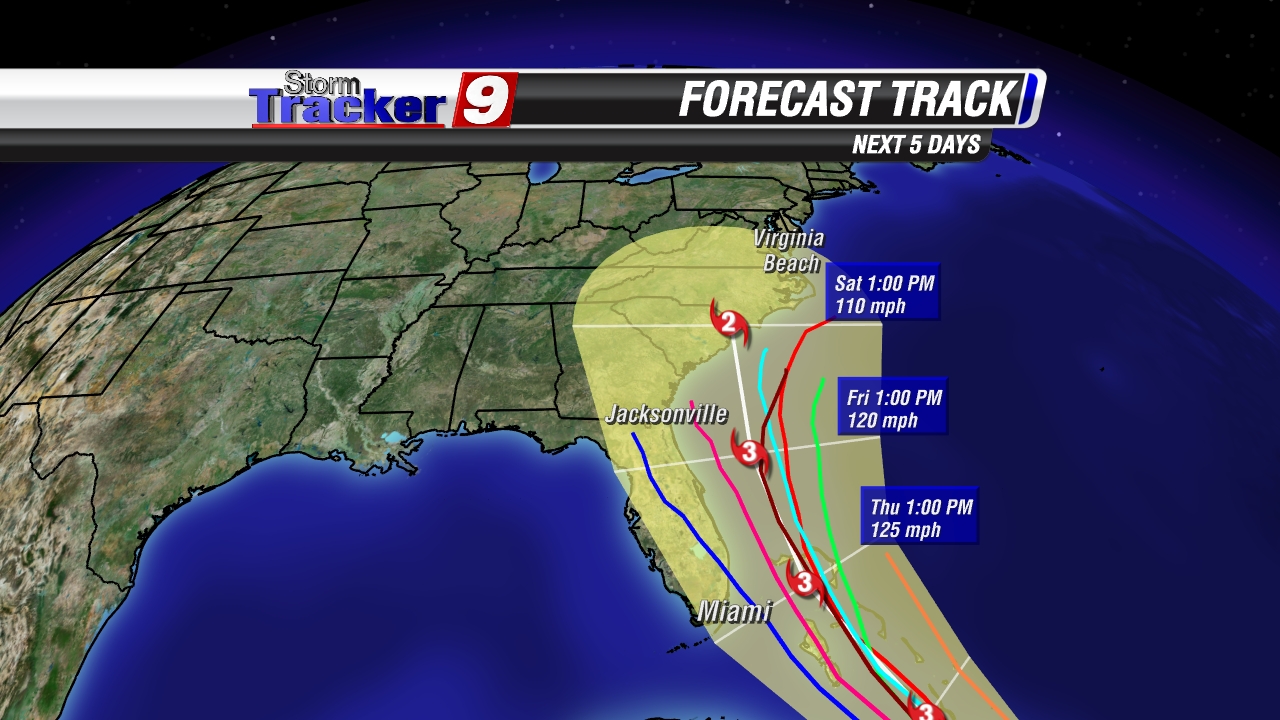 Storm
Tracker 9
FORECAST TRACK
NEXT 5 DAYS
Virginia
Beach
Sat 1:00 PM
110 mph
2
Fri 1:00 PM
120 mph
Jacksonville
3
Thu 1:00 PM
125 mph
3
Miami
3